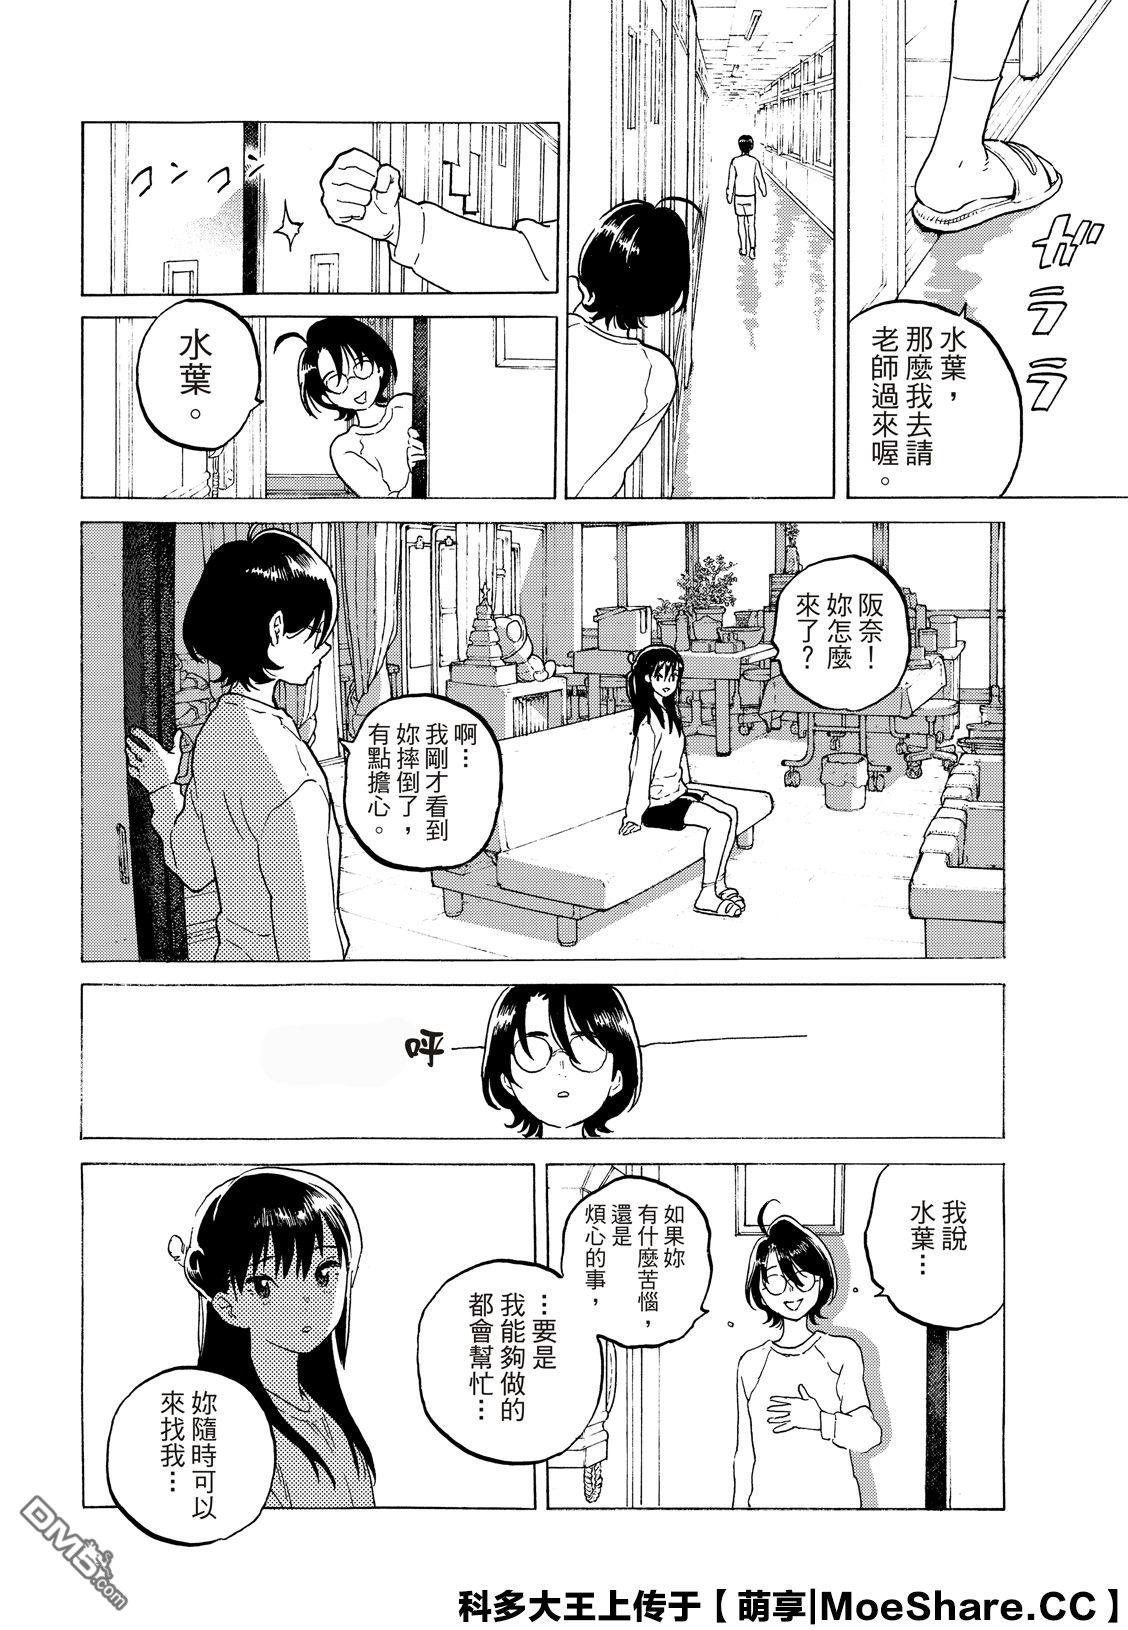 ガララ
水葉，
那麼我去請
老師過來喔。
コンコン
水葉。
阪奈！
妳怎麼
來了？
啊…
我剛才看到
妳摔倒了，
有點擔心。
呼
我說
水葉…
如果妳
有什麼苦惱，
還是
煩心的事，
…要是
我能夠做的
都會幫忙…
妳隨時可以
來找我…
DM5.com
科多大王上传于【萌享|MoeShare.CC】